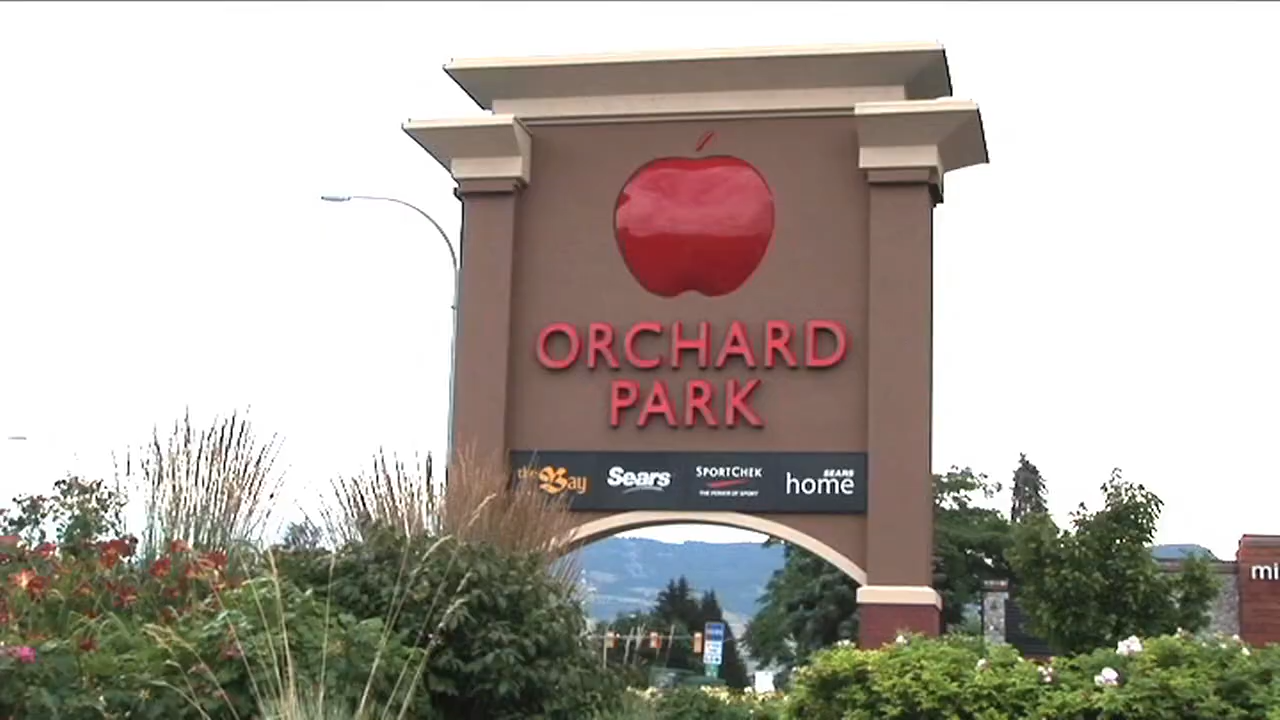 ORCHARD
PARK
the Bay
Sears
SPORTCHEK
THE POWER OF SPORT
SEARS
home
mi